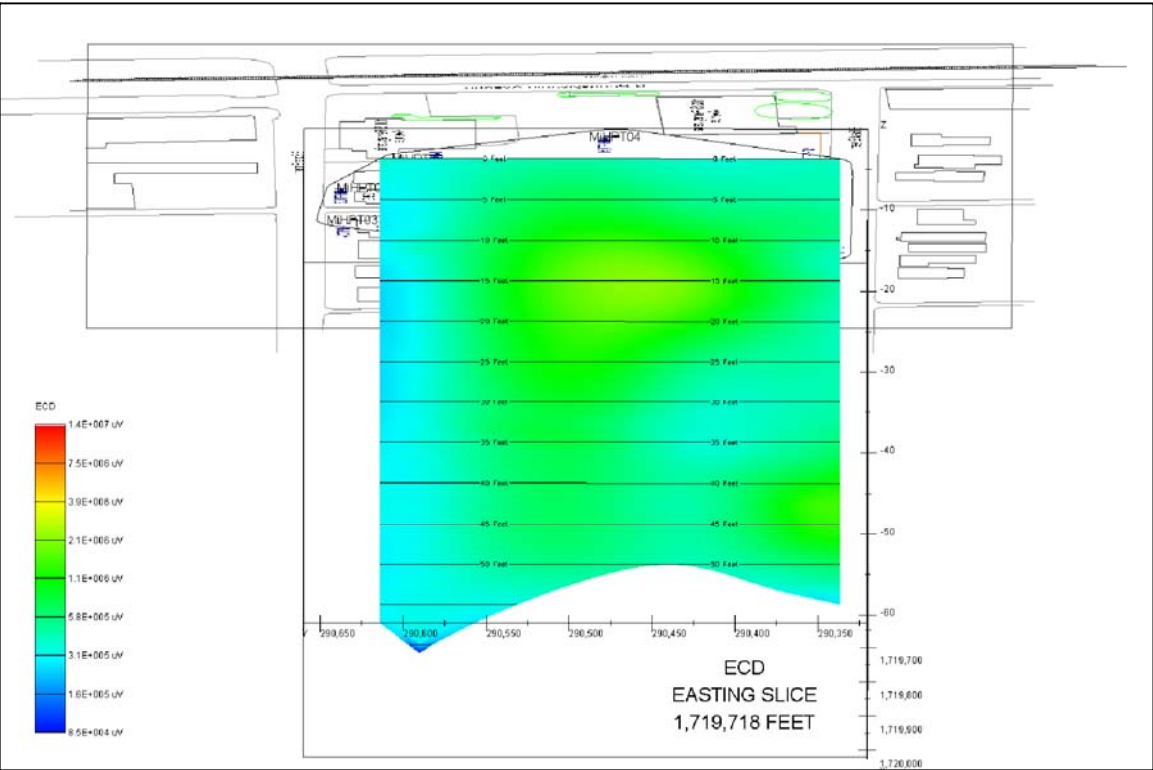 MiHPT04
Z
0 Feet 0 Feet
-5 Feet -5 Feet
-10
MiHPT03
10 Feet 10 Feet
15 Feet 15 Feet
-20
20 Feet 20 Feet
25 Feet 25 Feet
-30
30 Feet 30 Feet
ECD
1.4E+007 uV
35 Feet 35 Feet
-40
7.5E+006 uV
40 Feet 40 Feet
3.9E+006 uV
45 Feet 45 Feet
-50
2.1E+006 uV
50 Feet 50 Feet
1.1E+006 uV
5.8E+005 uV
-60
Y 290,650 290,600 290,550 290,500 290,450 290,400 290,350
3.1E+005 uV
1,719,700
ECD
1.6E+005 uV
EASTING SLICE
1,719,800
1,719,718 FEET
8.5E+004 uV
1,719,900
1,720,000